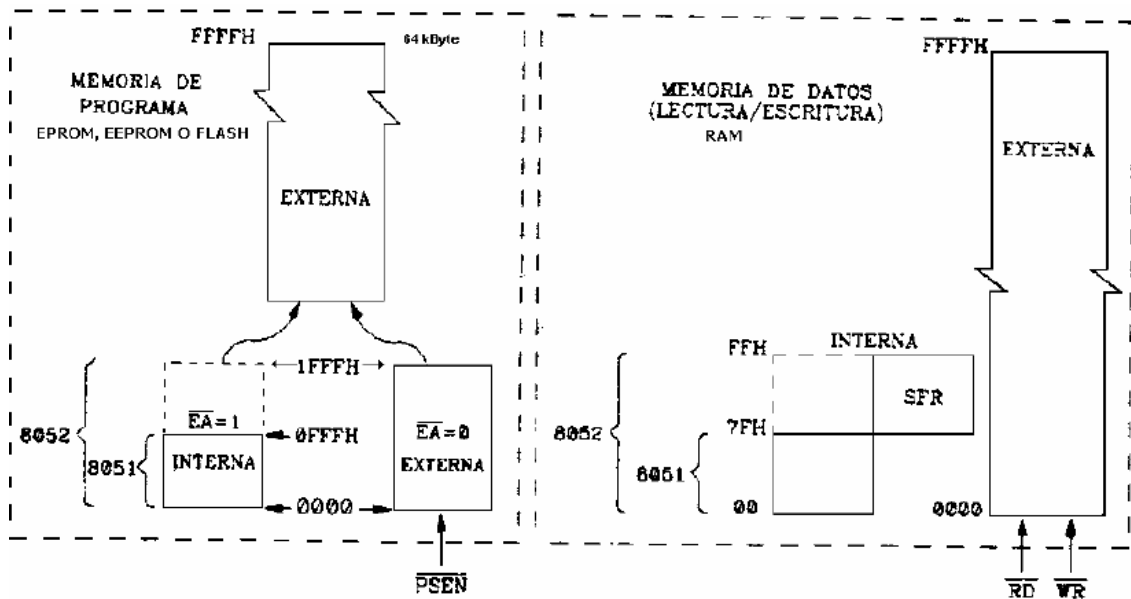 FFFFH
64 kByte
MEMORIA DE
PROGRAMA
EPROM, EEPROM O FLASH
EXTERNA
1FFFH
8052
EA=1
0FFFH
8051
INTERNA
EA=0
EXTERNA
0000
PSEN
FFFFH
MEMORIA DE DATOS
(LECTURA/ESCRITURA)
RAM
EXTERNA
INTERNA
FFH
SFR
8052
7FH
8051
00
0000
RD
WR